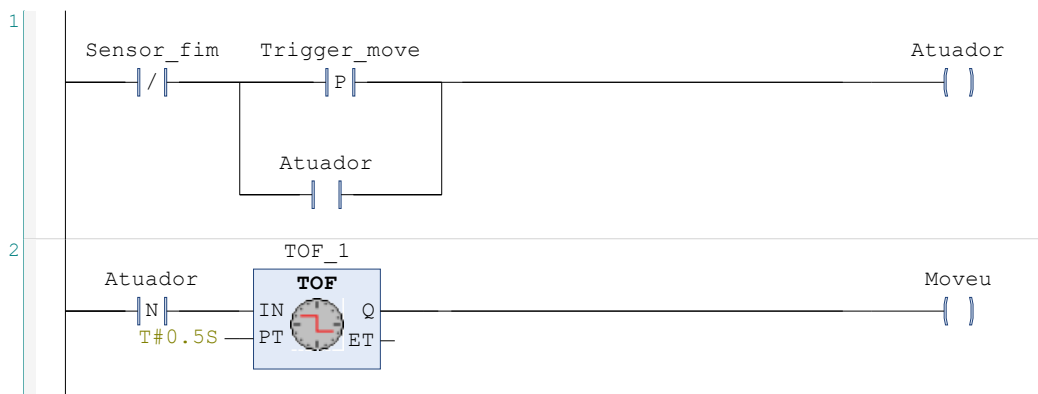 1
Sensor_fim Trigger_move Atuador
/ P ( )
Atuador
2
TOF_1
Atuador TOF Moveu
N IN Q ( )
T#0.5S PT ET